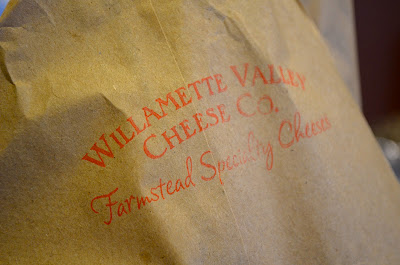 WILLAMETTE VALLEY
CHEESE CO.
Farmstead Specialty Cheeses